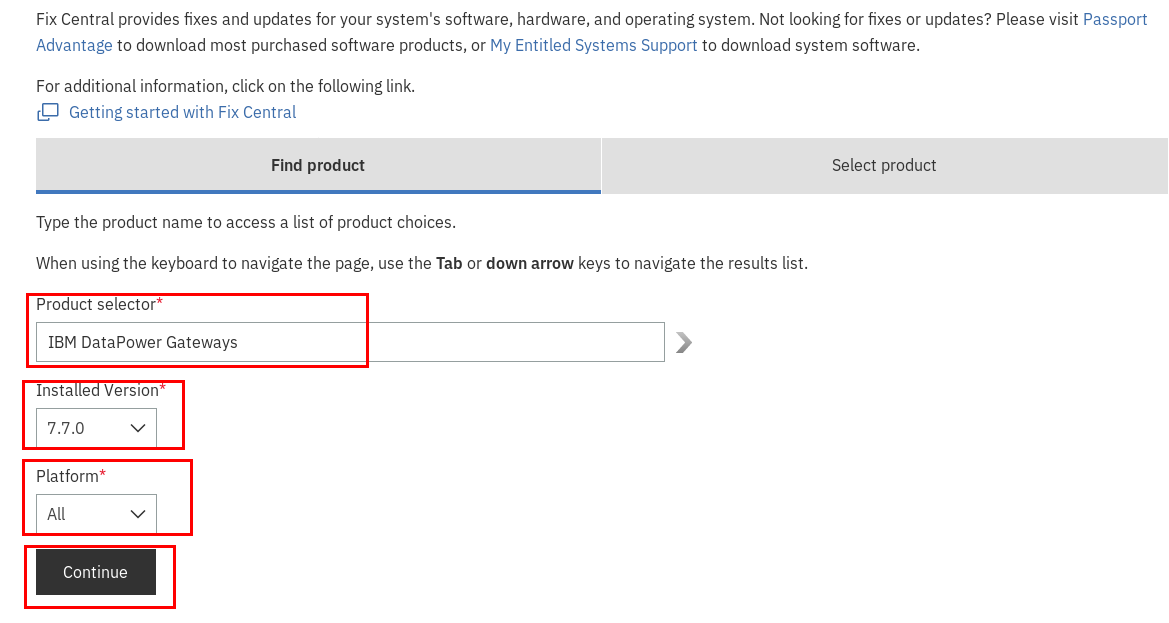 Fix Central provides fixes and updates for your system's software, hardware, and operating system. Not looking for fixes or updates? Please visit Passport
Advantage to download most purchased software products, or My Entitled Systems Support to download system software.
For additional information, click on the following link.
Getting started with Fix Central
Find product
Select product
Type the product name to access a list of product choices.
When using the keyboard to navigate the page, use the Tab or down arrow keys to navigate the results list.
Product selector*
IBM DataPower Gateways
Installed Version*
7.7.0
Platform*
All
Continue